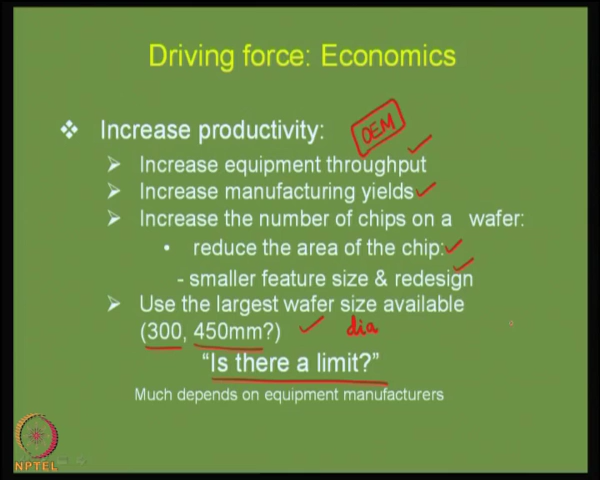 Driving force: Economics
❖ Increase productivity: OEM
➢ Increase equipment throughput
➢ Increase manufacturing yields
➢ Increase the number of chips on a wafer:
• reduce the area of the chip:
- smaller feature size & redesign
➢ Use the largest wafer size available
(300, 450mm?) dia
“Is there a limit?”
Much depends on equipment manufacturers
NPTEL